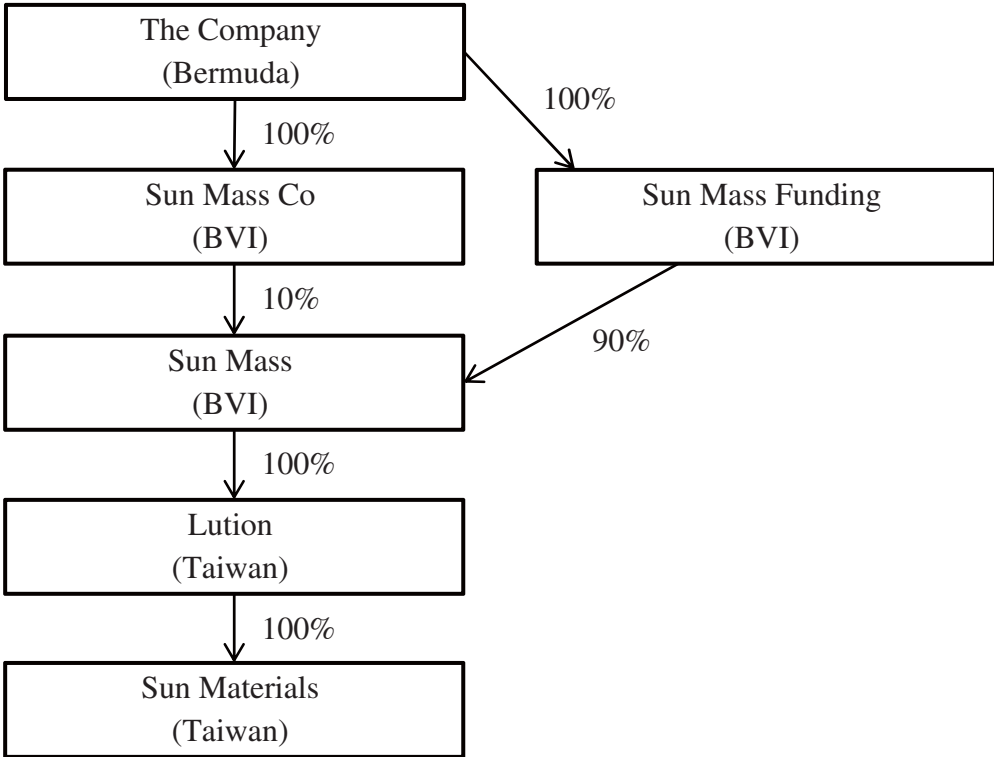 The Company
(Bermuda)
100%
100%
Sun Mass Co
(BVI)
Sun Mass Funding
(BVI)
10%
90%
Sun Mass
(BVI)
100%
Lution
(Taiwan)
100%
Sun Materials
(Taiwan)